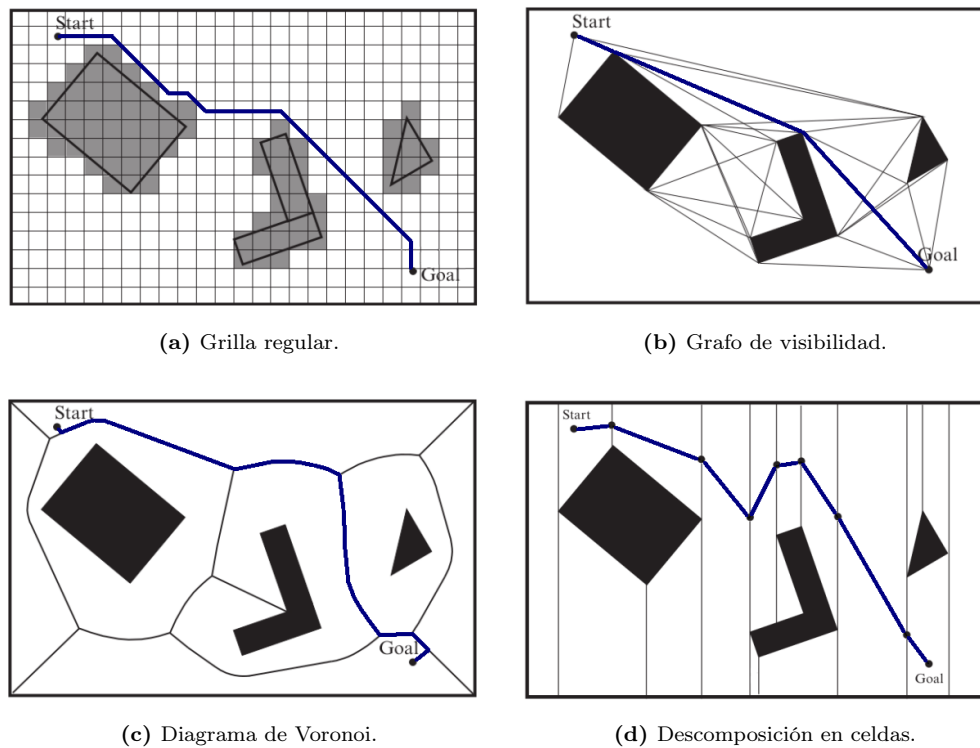 Start
Goal
(a) Grilla regular.
Start
Goal
(b) Grafo de visibilidad.
Start
Goal
(c) Diagrama de Voronoi.
Start
Goal
(d) Descomposición en celdas.